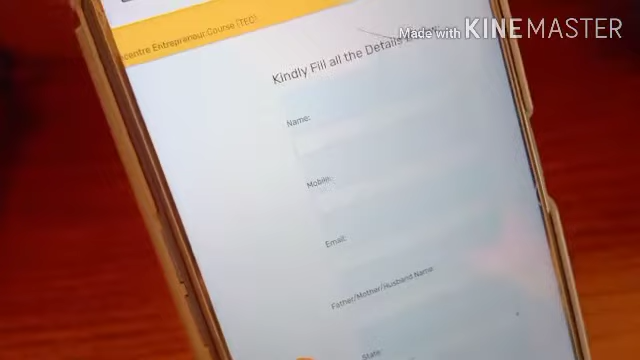 Made with KINEMASTER
centre Entrepreneur Course (TEC)
Kindly Fill all the Details
Name:
Mobile:
Email:
Father/Mother/Husband Name
State: